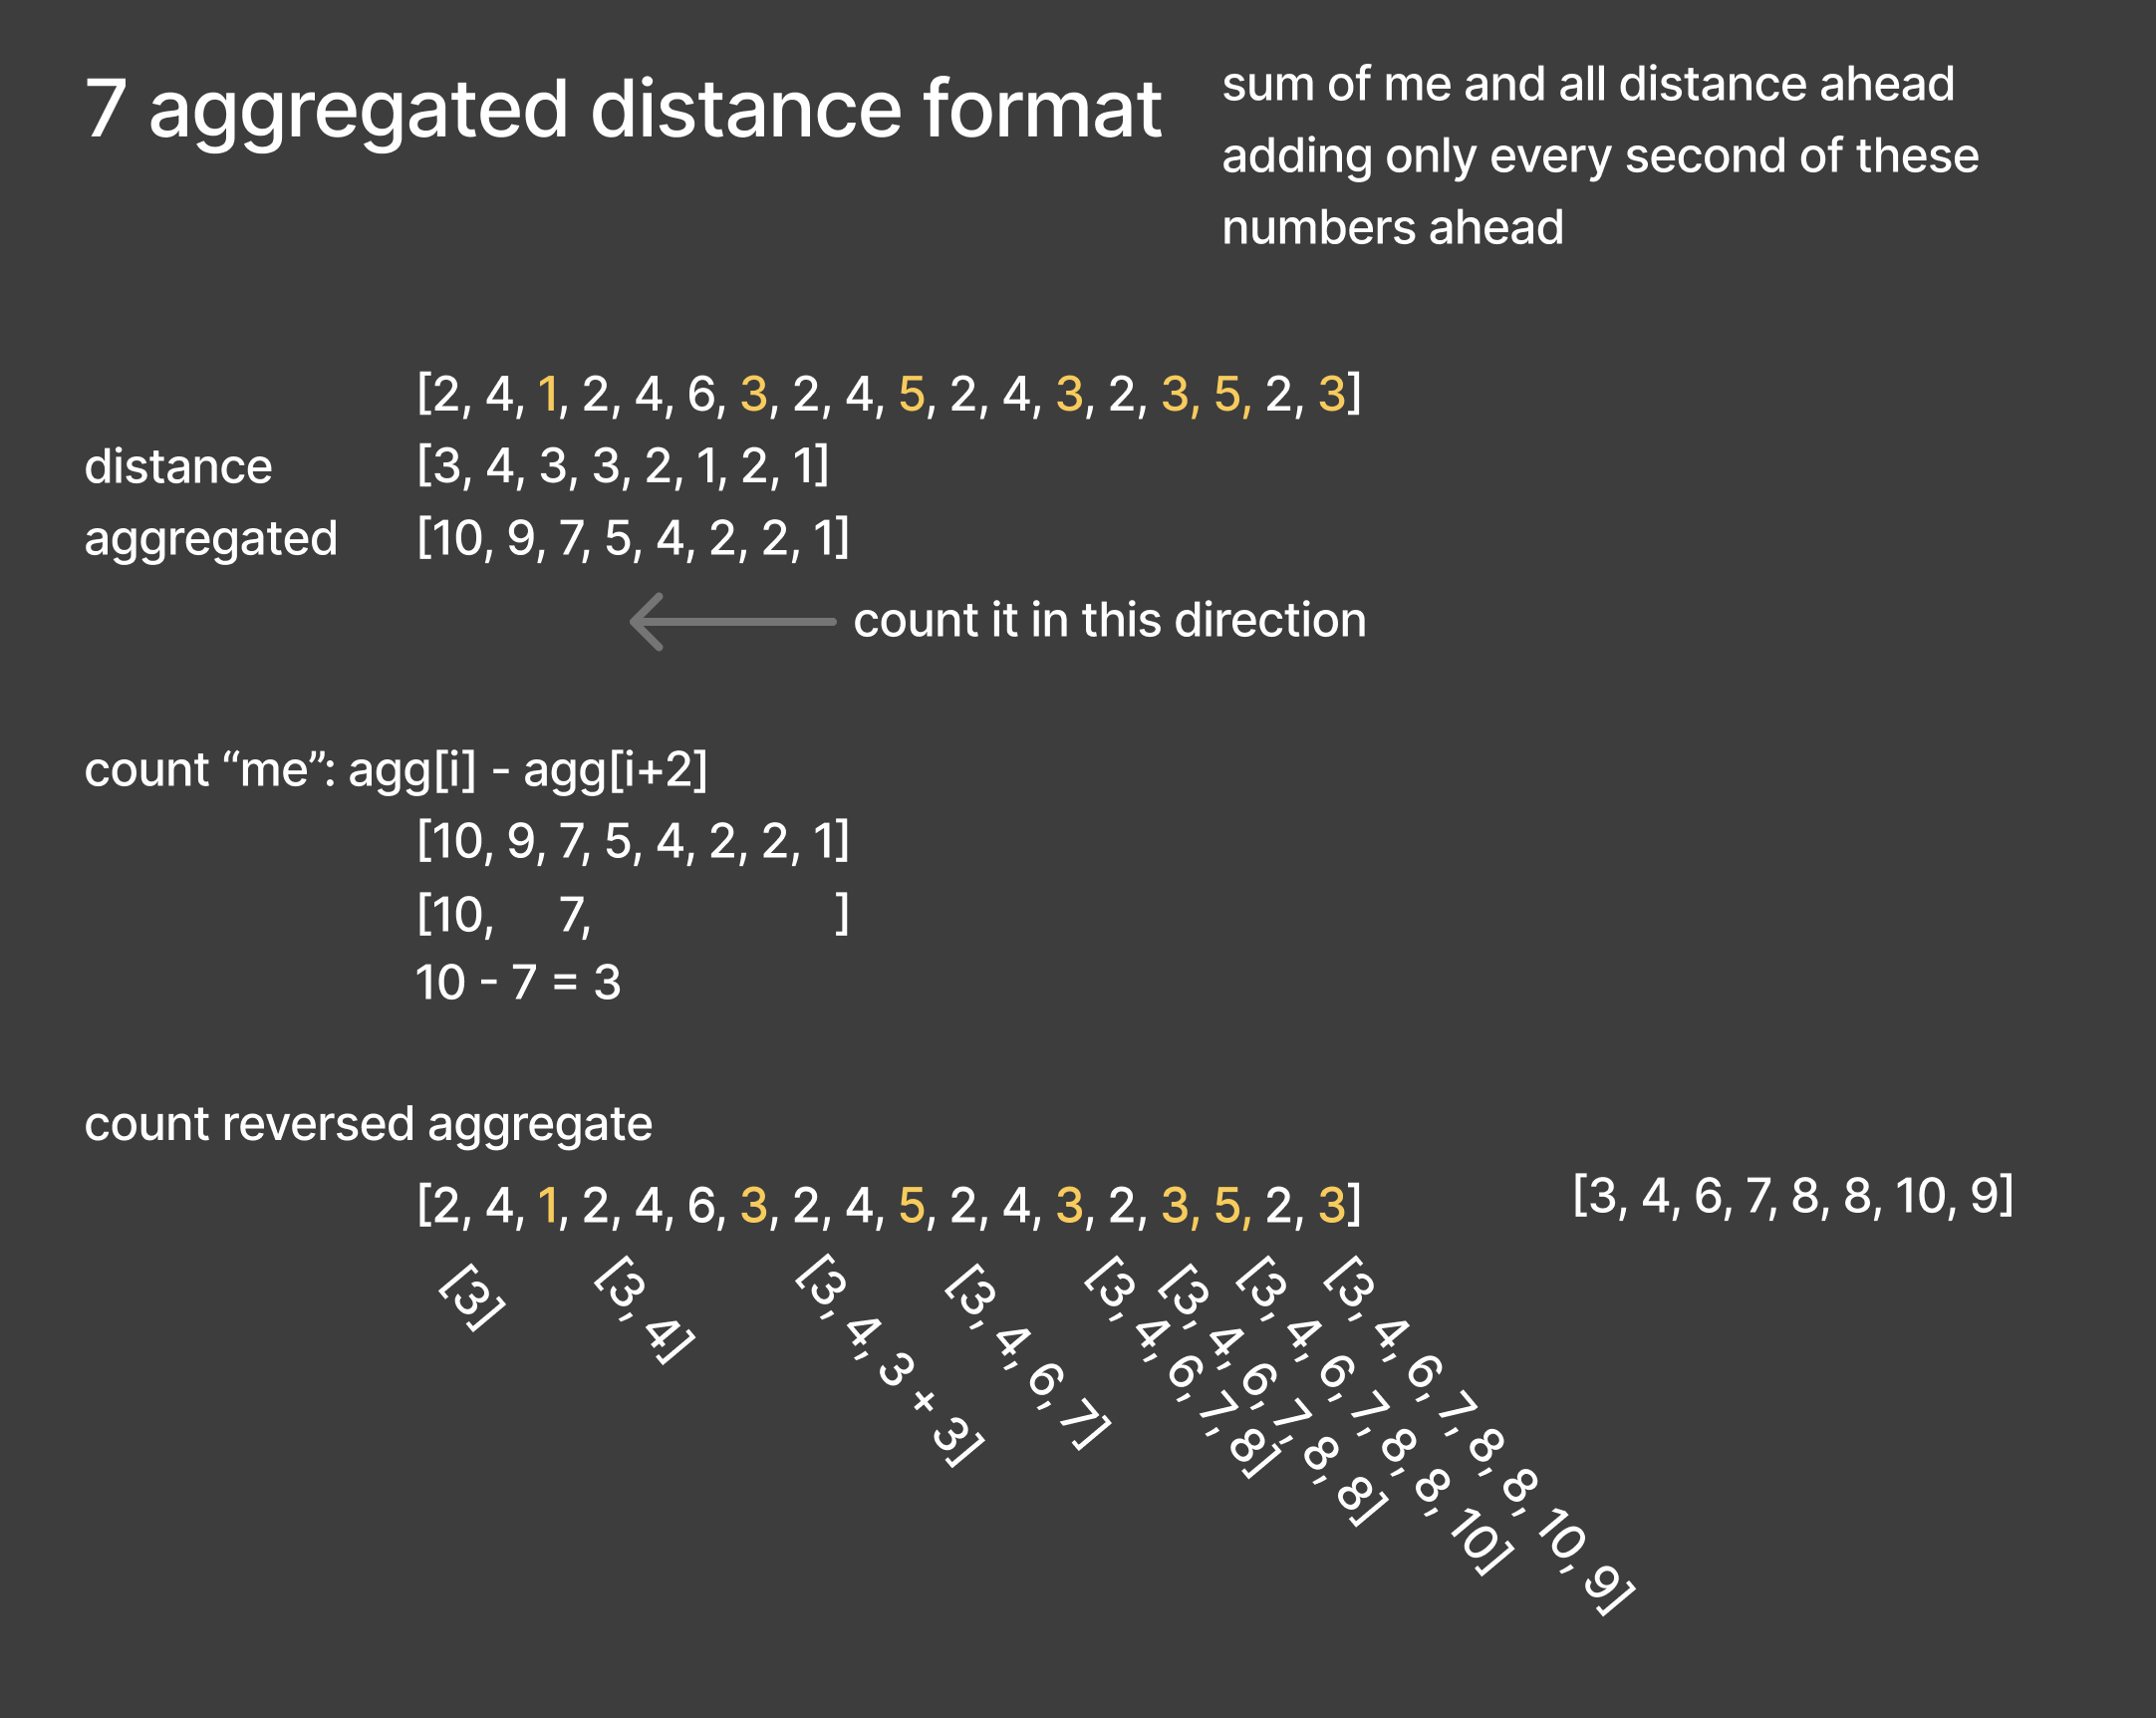 7 aggregated distance format
sum of me and all distance ahead
adding only every second of these
numbers ahead
[2, 4, 1, 2, 4, 6, 3, 2, 4, 5, 2, 4, 3, 2, 3, 5, 2, 3]
distance [3, 4, 3, 3, 2, 1, 2, 1]
aggregated [10, 9, 7, 5, 4, 2, 2, 1]
count it in this direction
count “me”: agg[i] - agg[i+2]
[10, 9, 7, 5, 4, 2, 2, 1]
[10, 7, ]
10 - 7 = 3
count reversed aggregate
[2, 4, 1, 2, 4, 6, 3, 2, 4, 5, 2, 4, 3, 2, 3, 5, 2, 3]
[3, 4, 6, 7, 8, 8, 10, 9]
[3]
[3, 4]
[3, 4, 3 + 3]
[3, 4, 6, 7]
[3, 4, 6, 7, 8]
[3, 4, 6, 7, 8, 8]
[3, 4, 6, 7, 8, 8, 10]
[3, 4, 6, 7, 8, 8, 10, 9]